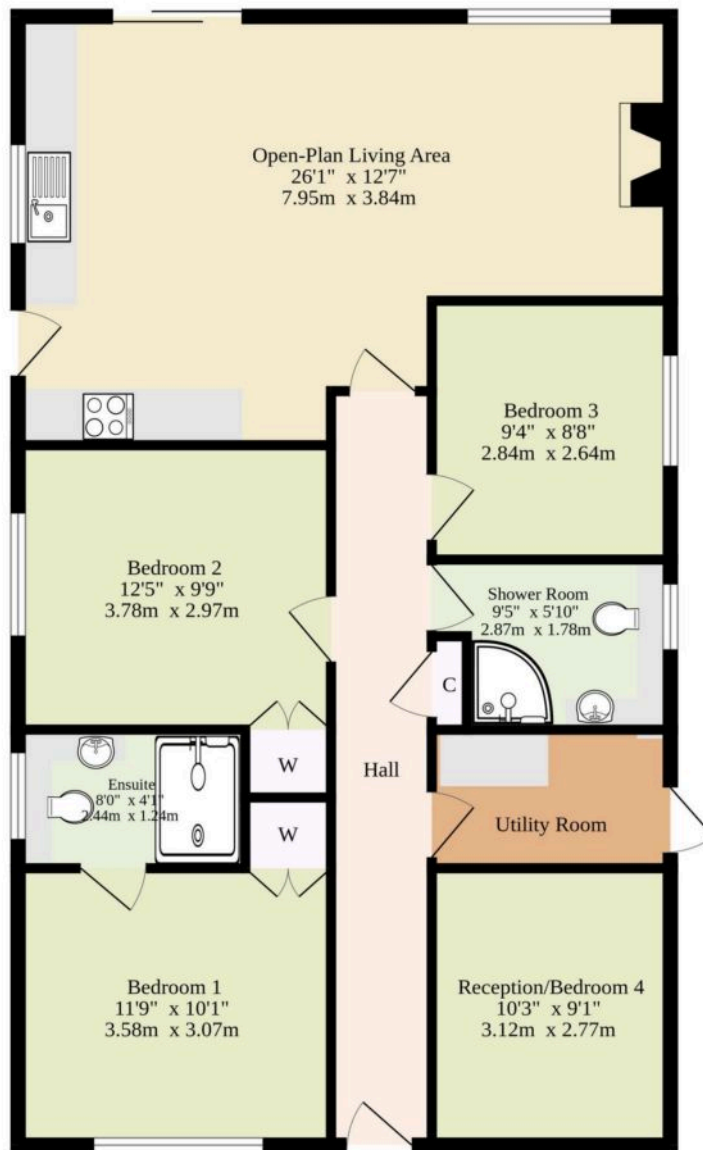 Open-Plan Living Area
26'1" x 12'7"
7.95m x 3.84m
Bedroom 3
9'4" x 8'8"
2.84m x 2.64m
Bedroom 2
12'5" x 9'9"
3.78m x 2.97m
Shower Room
9'5" x 5'10"
2.87m x 1.78m
C
W
Hall
Ensuite
8'0" x 4'1"
2.44m x 1.24m
W
Utility Room
Bedroom 1
11'9" x 10'1"
3.58m x 3.07m
Reception/Bedroom 4
10'3" x 9'1"
3.12m x 2.77m